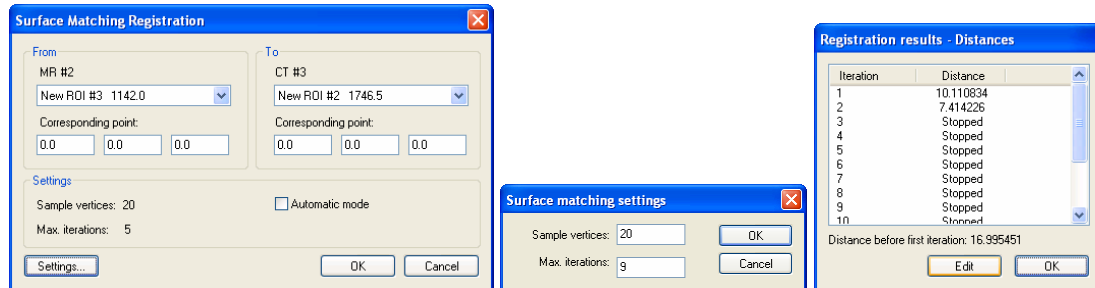 Surface Matching Registration
From
MR #2
New ROI #3 1142.0
Corresponding point:
0.0 0.0 0.0
To
CT #3
New ROI #2 1746.5
Corresponding point:
0.0 0.0 0.0
Settings
Sample vertices: 20
Automatic mode
Max. iterations: 5
Settings...
OK
Cancel
Surface matching settings
Sample vertices: 20
OK
Max. iterations: 9
Cancel
Registration results - Distances
Iteration Distance
1 10.110834
2 7.414226
3 Stopped
4 Stopped
5 Stopped
6 Stopped
7 Stopped
8 Stopped
9 Stopped
10 Stopped
Distance before first iteration: 16.995451
Edit
OK